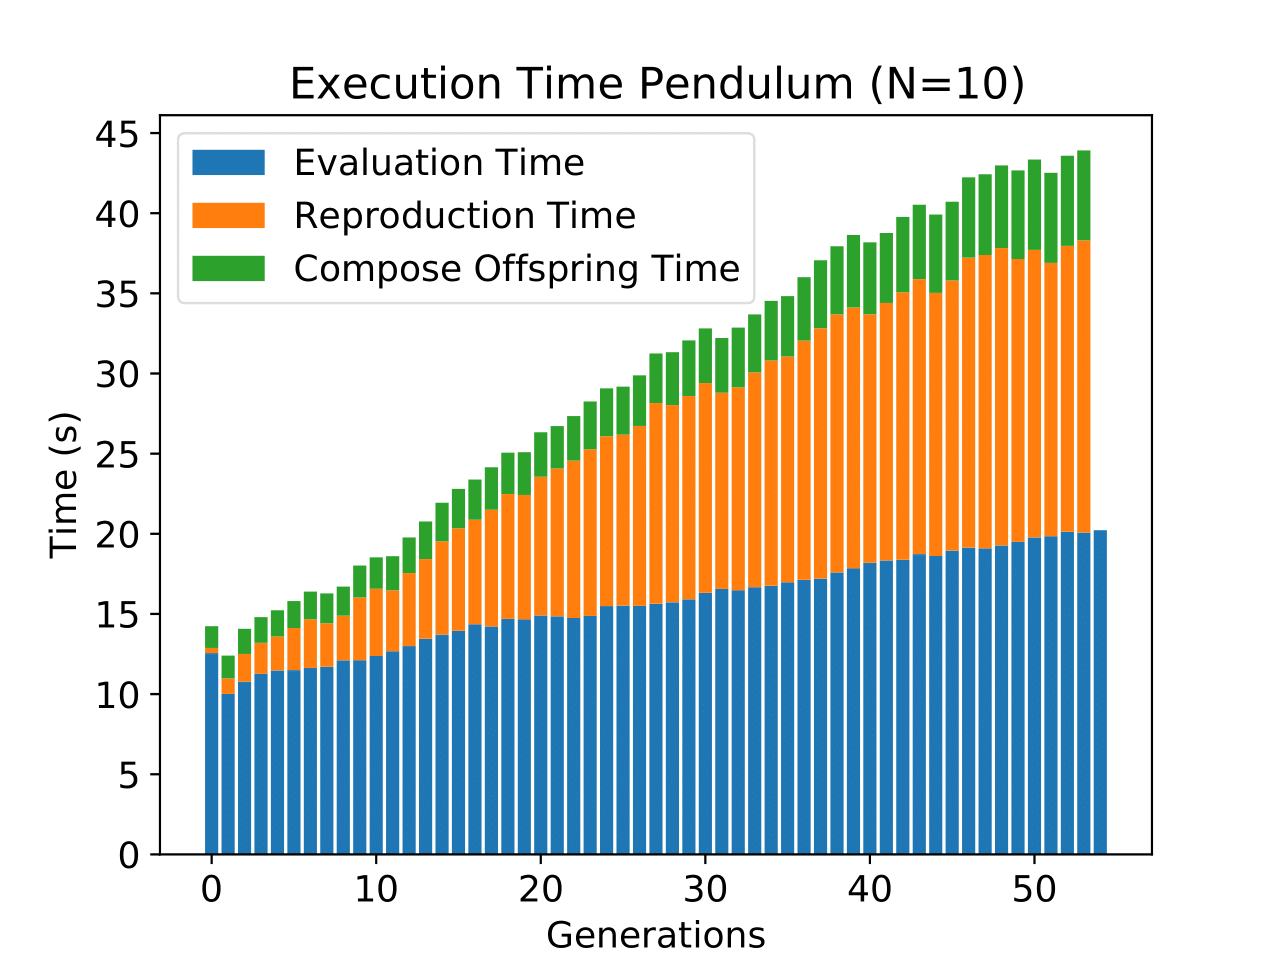 Execution Time Pendulum (N=10)
45
40
35
30
25
20
15
10
5
0
Time (s)
Evaluation Time
Reproduction Time
Compose Offspring Time
0 10 20 30 40 50
Generations